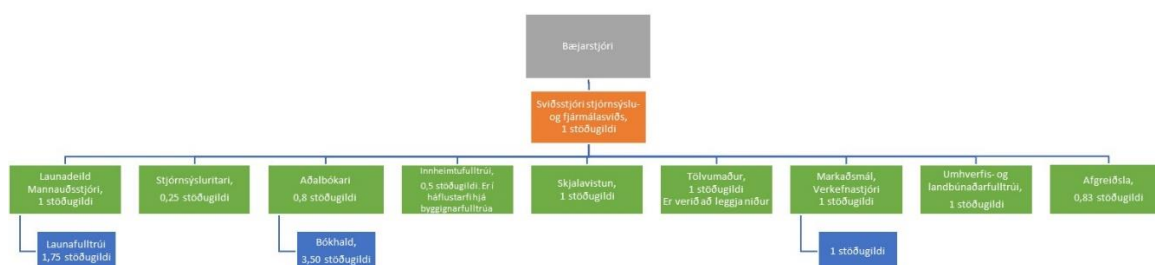 Bæjarstjóri
Sviðsstjóri stjórnsýslu-
og fjármálasviðs,
1 stöðugildi
Launadeild
Mannauðsstjóri,
1 stöðugildi
Stjórnsýsluritari,
0,25 stöðugildi
Aðalbókari
0,8 stöðugildi
Innheimtufulltrúi,
0,5 stöðugildi. Er í
háflustarfi hjá
byggignarfulltrúa
Skjalavistun,
1 stöðugildi
Tölvumaður,
1 stöðugildi
Er verið að leggja niður
Markaðsmál,
Verkefnastjóri
1 stöðugildi
Umhverfis- og
landbúnaðarfulltrúi,
1 stöðugildi
Afgreiðsla,
0,83 stöðugildi
Launafulltrúi
1,75 stöðugildi
Bókhald,
3,50 stöðugildi
1 stöðugildi